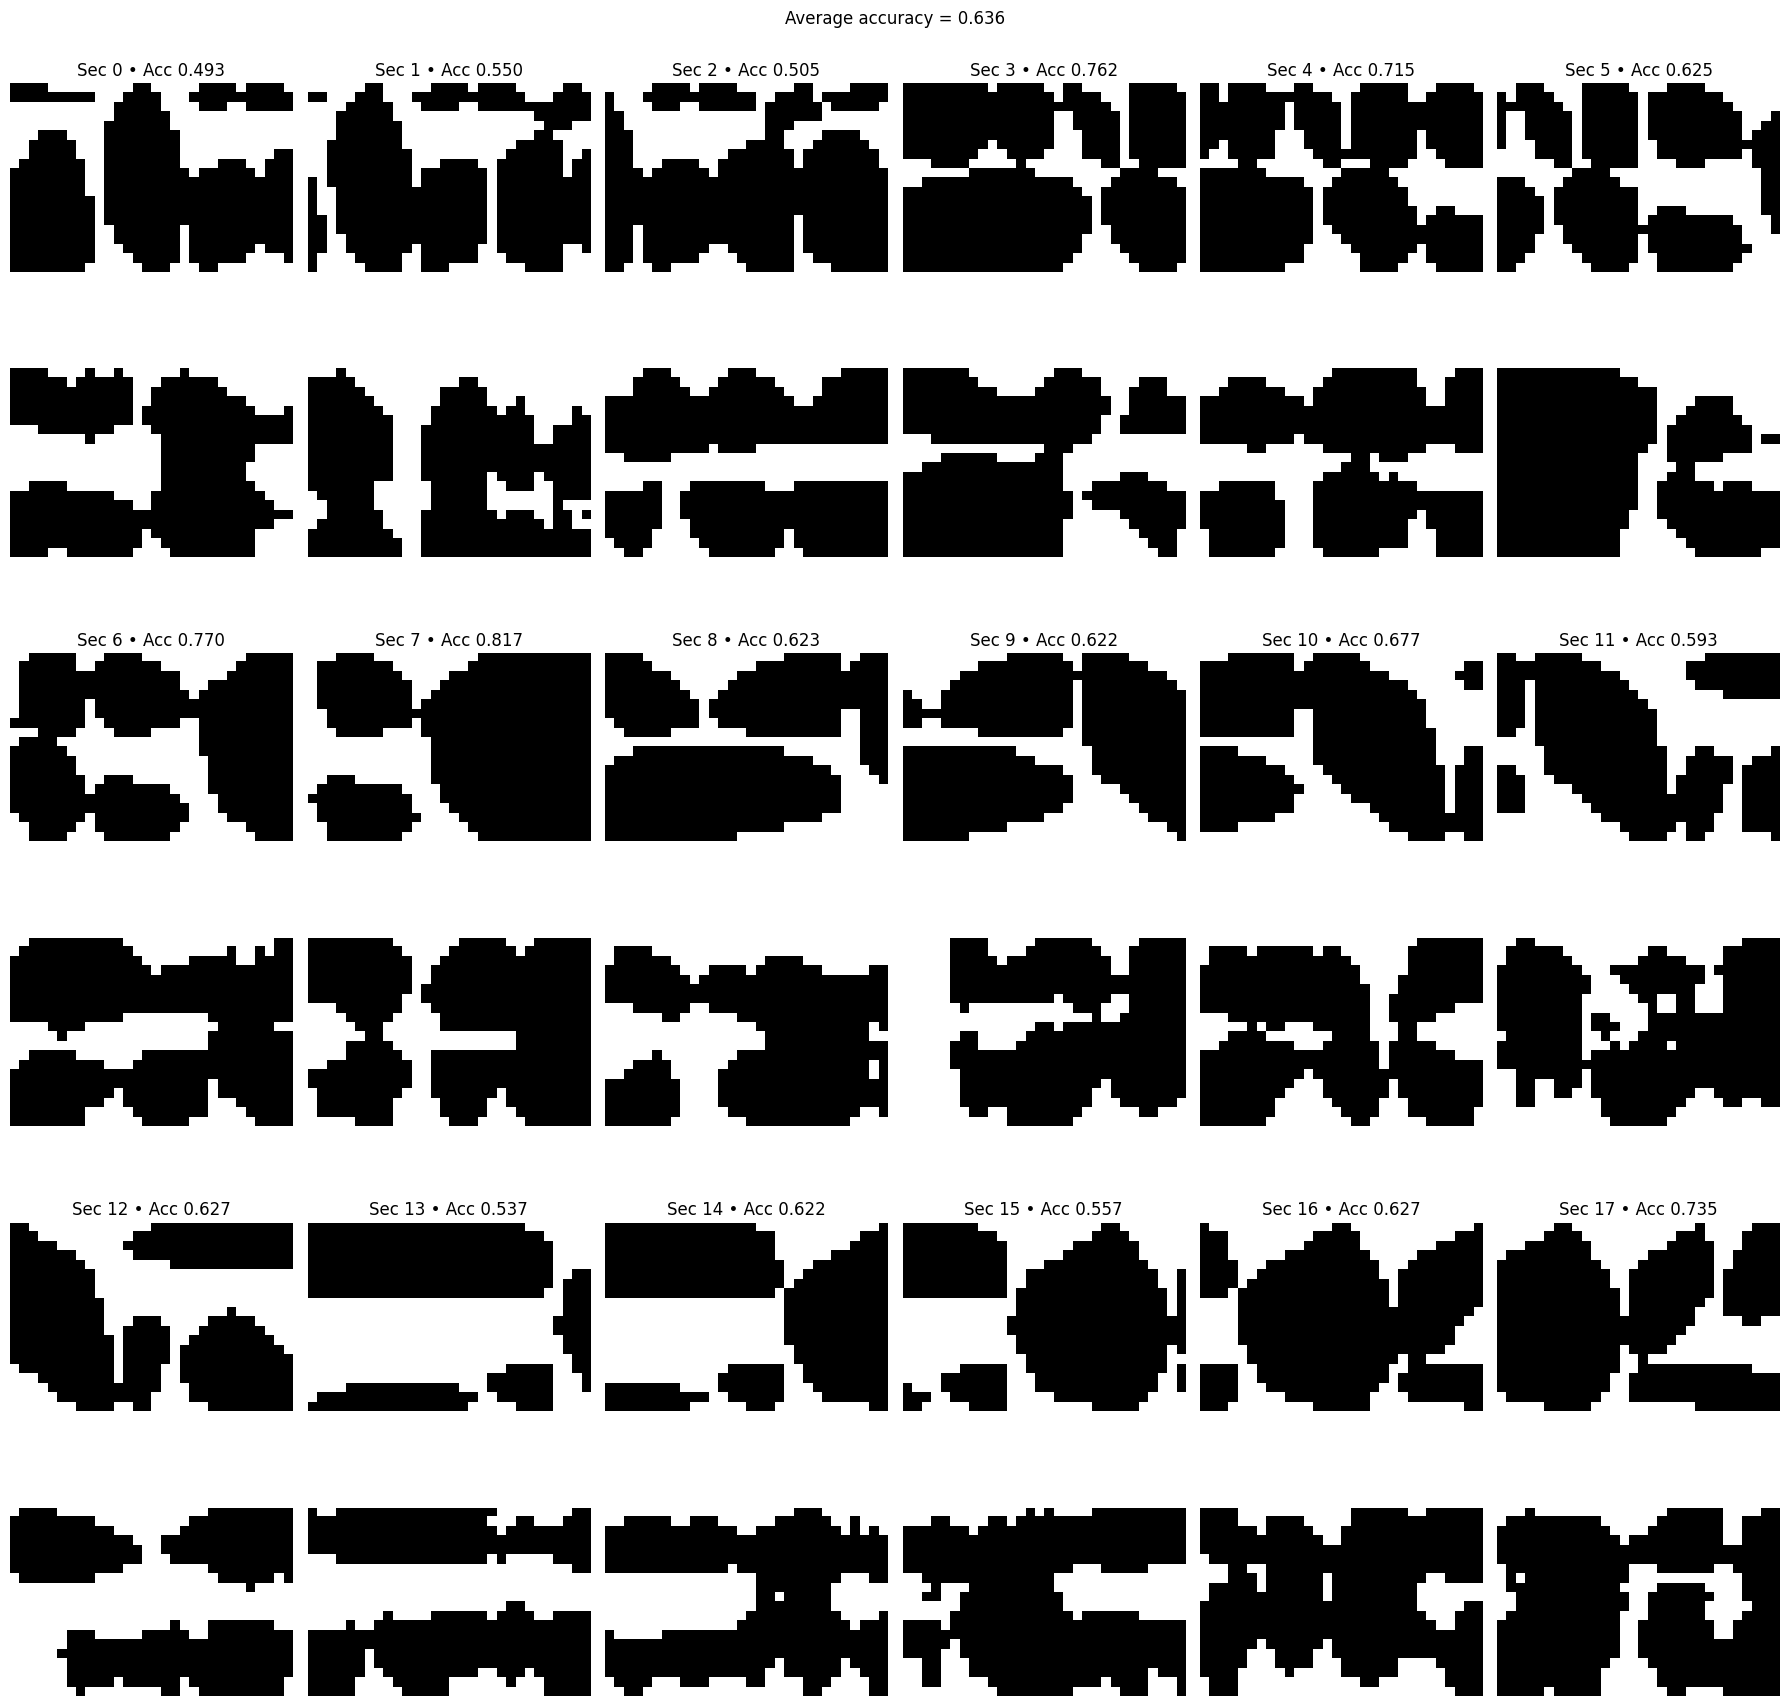 Average accuracy = 0.636
Sec 0 • Acc 0.493
Sec 1 • Acc 0.550
Sec 2 • Acc 0.505
Sec 3 • Acc 0.762
Sec 4 • Acc 0.715
Sec 5 • Acc 0.625
Sec 6 • Acc 0.770
Sec 7 • Acc 0.817
Sec 8 • Acc 0.623
Sec 9 • Acc 0.622
Sec 10 • Acc 0.677
Sec 11 • Acc 0.593
Sec 12 • Acc 0.627
Sec 13 • Acc 0.537
Sec 14 • Acc 0.622
Sec 15 • Acc 0.557
Sec 16 • Acc 0.627
Sec 17 • Acc 0.735